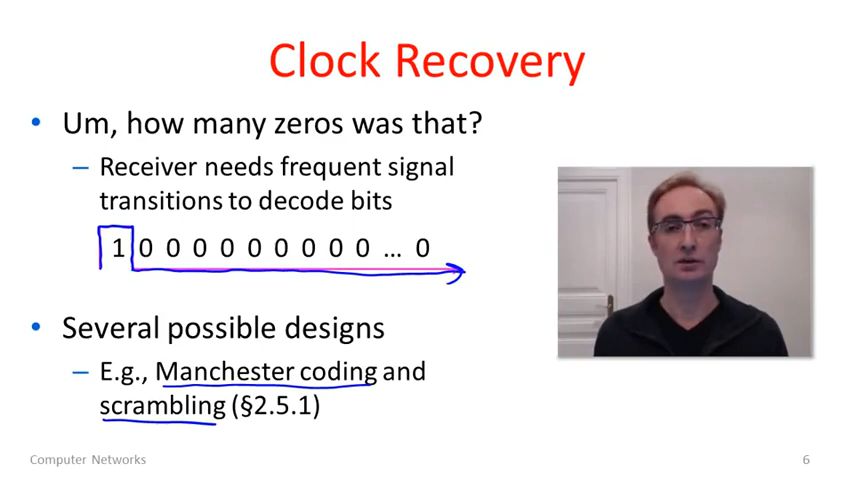 Clock Recovery
• Um, how many zeros was that?
– Receiver needs frequent signal
transitions to decode bits
1 0 0 0 0 0 0 0 0 0 … 0
• Several possible designs
– E.g., Manchester coding and
scrambling (§2.5.1)
Computer Networks
6